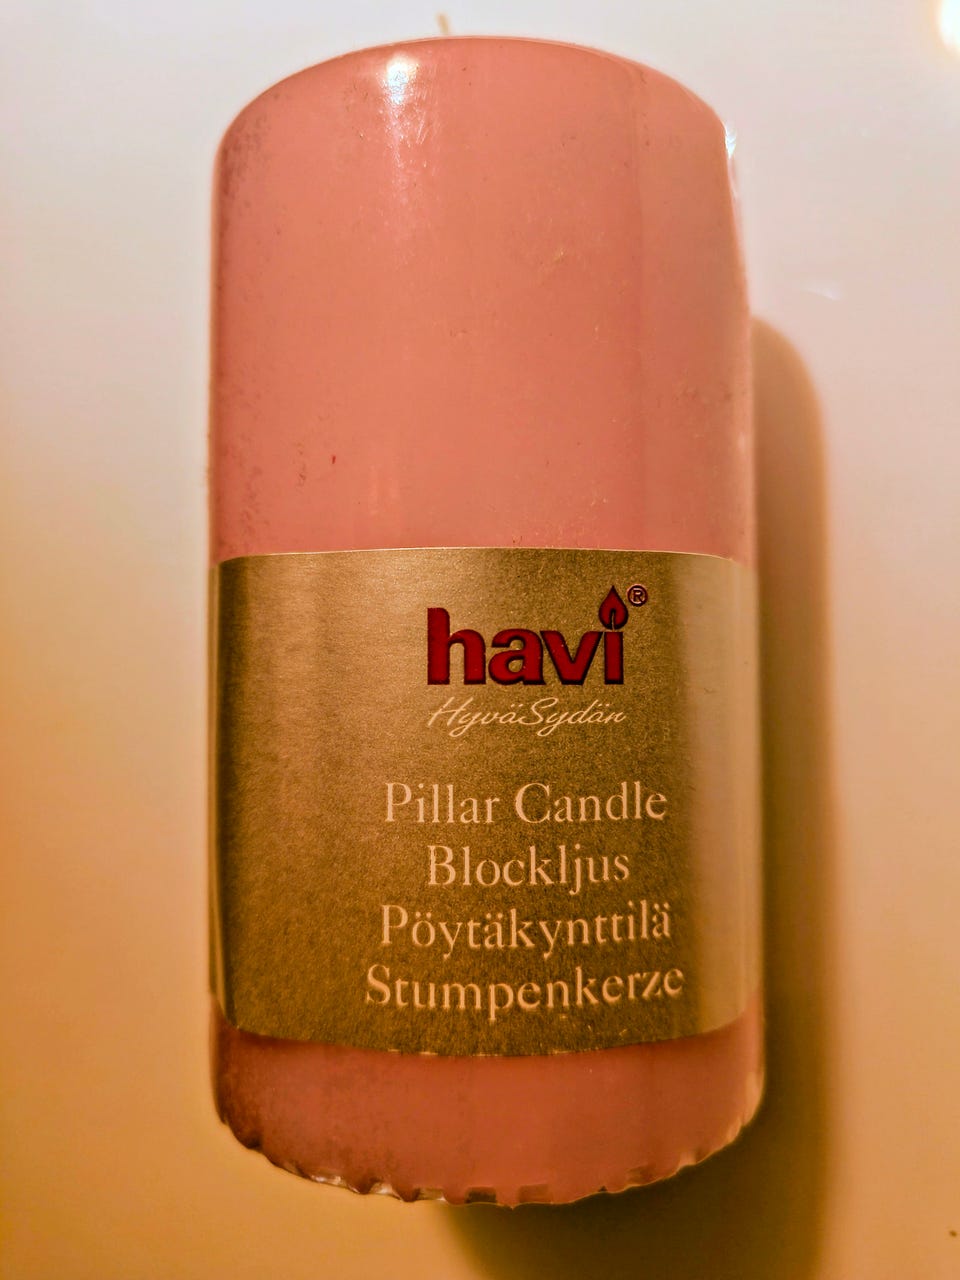 havi®
HyväSydän
Pillar Candle
Blockljus
Pöytäkynttilä
Stumpenkerze